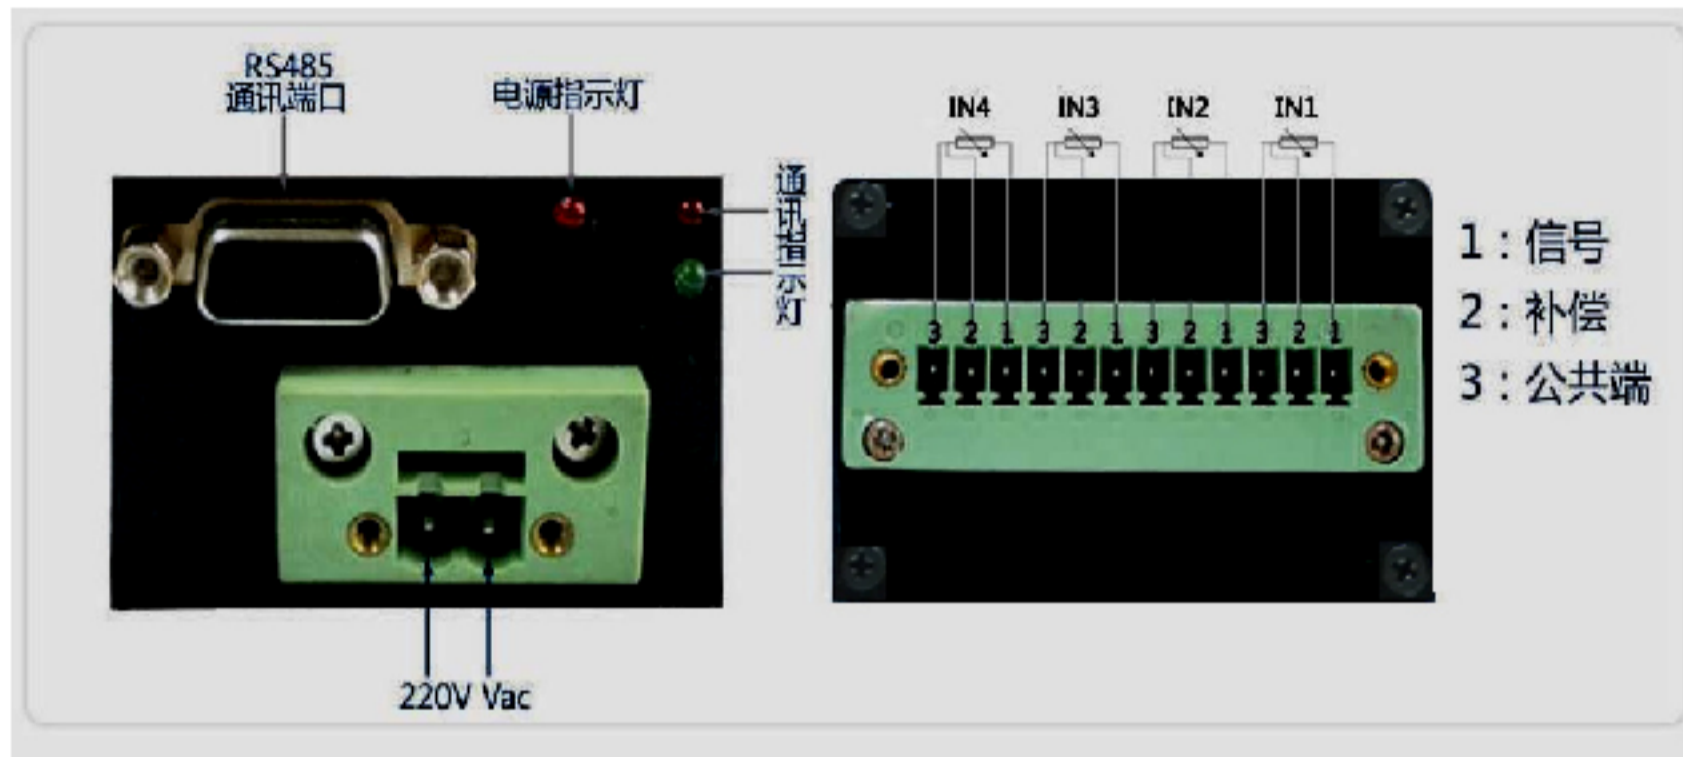 RS485
通讯端口
电源指示灯
通讯指示灯
220V Vac
IN4 IN3 IN2 IN1
3 2 1 3 2 1 3 2 1 3 2 1
1：信号
2：补偿
3：公共端